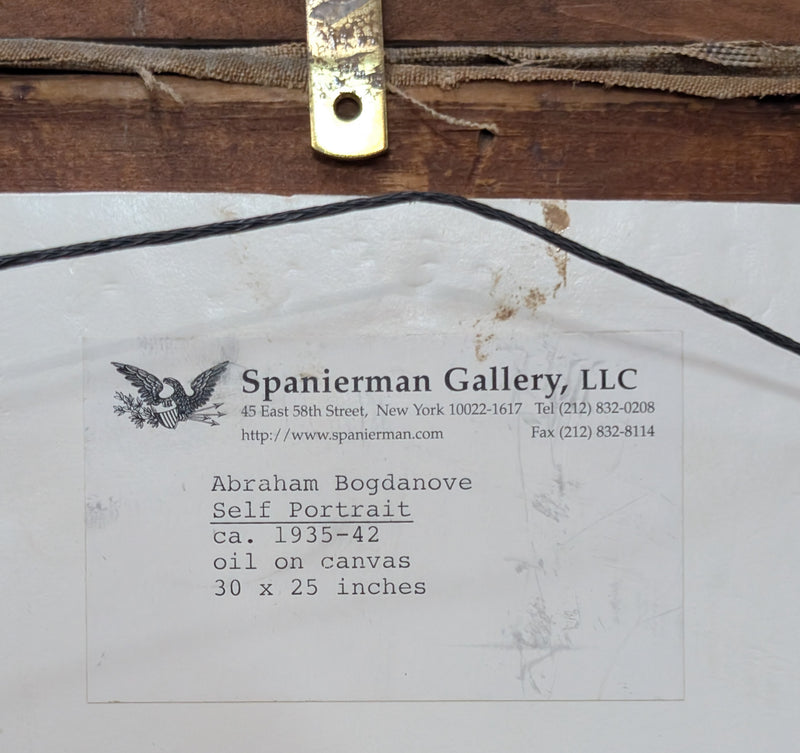 Spanierman Gallery, LLC
45 East 58th Street, New York 10022-1617 Tel (212) 832-0208
http://www.spanierman.com Fax (212) 832-8114
Abraham Bogdanove
Self Portrait
ca. 1935-42
oil on canvas
30 x 25 inches